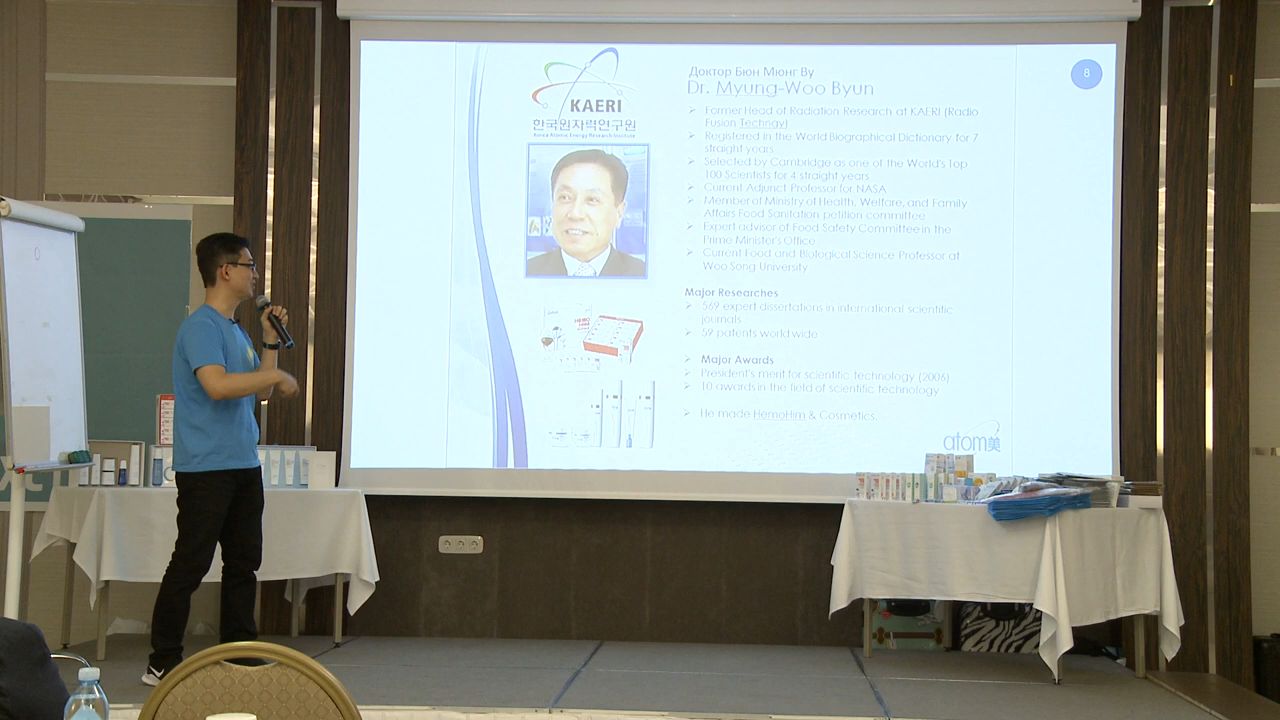 8
KAERI
한국원자력연구원
Korea Atomic Energy Research Institute
Доктор Бюн Мюнг Ву
Dr. Myung-Woo Byun
Former Head of Radiation Research at KAERI (Radio
Fusion Techngy)
Registered in the World Biographical Dictionary for 7
straight years
Selected by Cambridge as one of the World's Top
100 Scientists for 4 straight years
Current Adjunct Professor for NASA
Member of Ministry of Health, Welfare, and Family
Affairs Food Sanitation petition committee
Expert advisor of Food Safety Committee in the
Prime Minister's Office
Current Food and Biological Science Professor at
Woo Song University
Major Researches
569 expert dissertations in international scientific
journals
59 patents world wide
Major Awards
President's merit for scientific technology (2006)
10 awards in the field of scientific technology
He made HemoHim & Cosmetics.
atom美